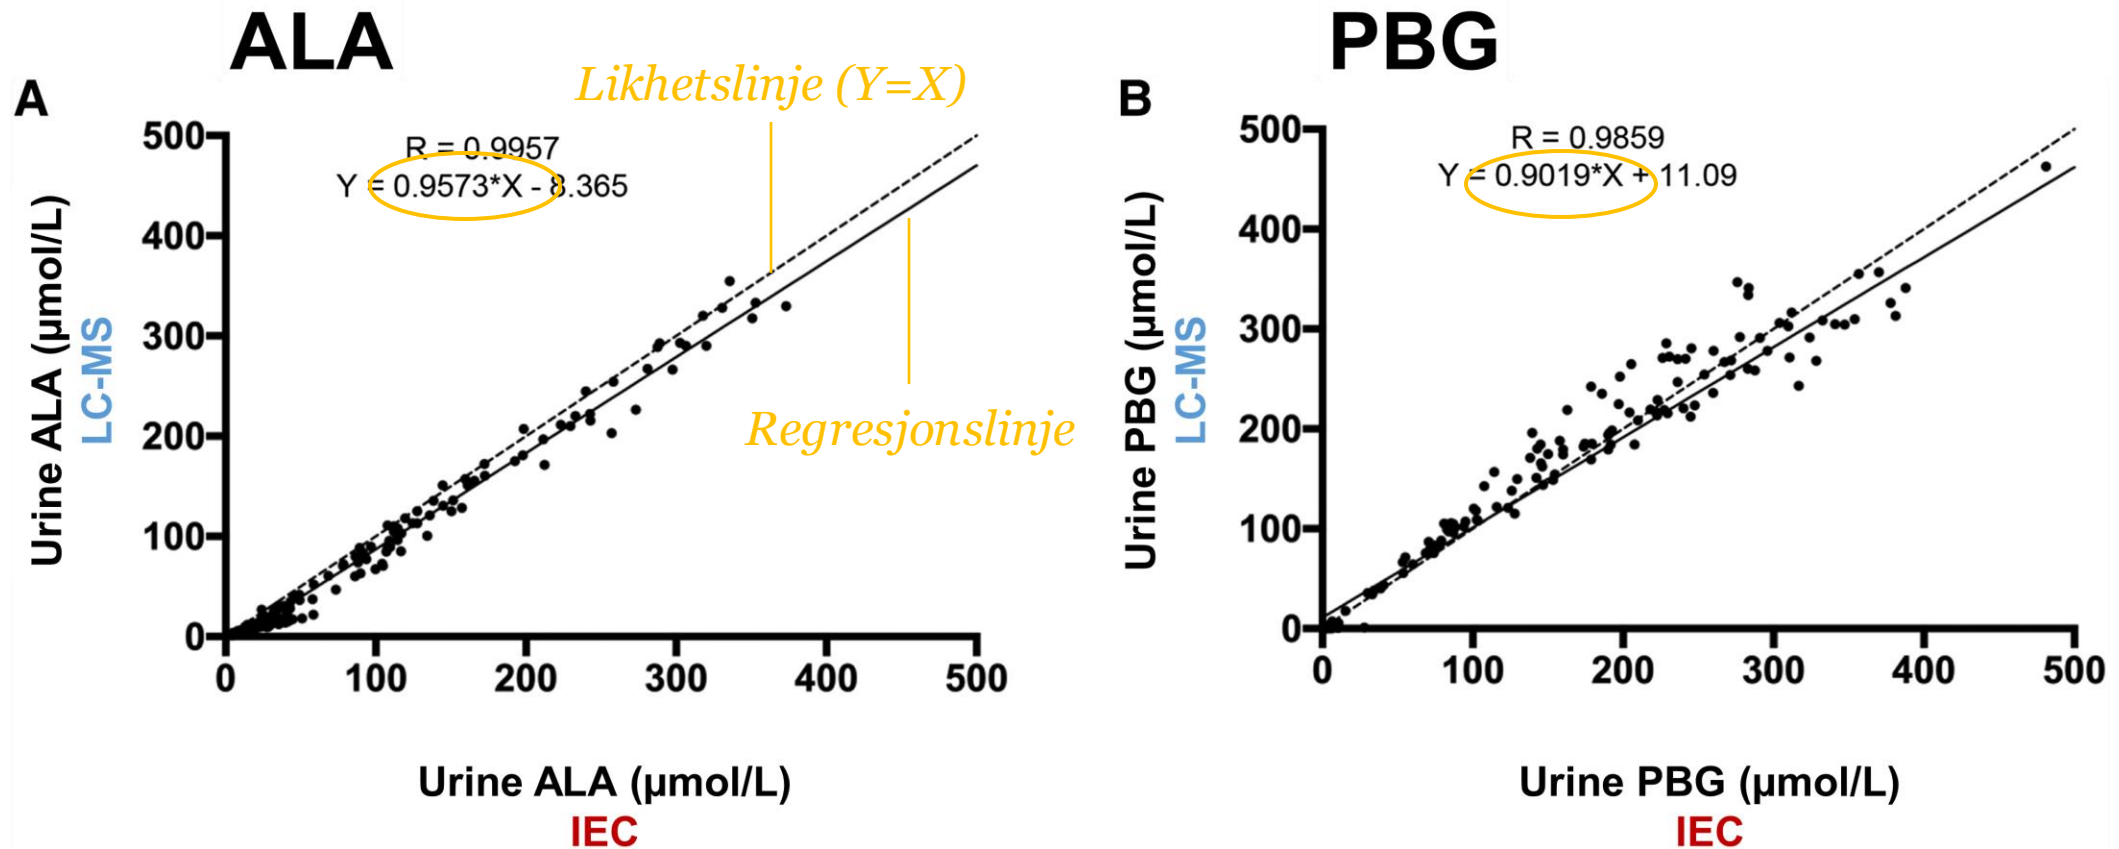 ALA
A
Likhetslinje (Y=X)
R = 0.9957
Y = 0.9573*X - 8.365
Regresjonslinje
500
400
300
200
100
0
0 100 200 300 400 500
Urine ALA (µmol/L)
LC-MS
Urine ALA (µmol/L)
IEC
PBG
B
R = 0.9859
Y = 0.9019*X + 11.09
500
400
300
200
100
0
0 100 200 300 400 500
Urine PBG (µmol/L)
LC-MS
Urine PBG (µmol/L)
IEC